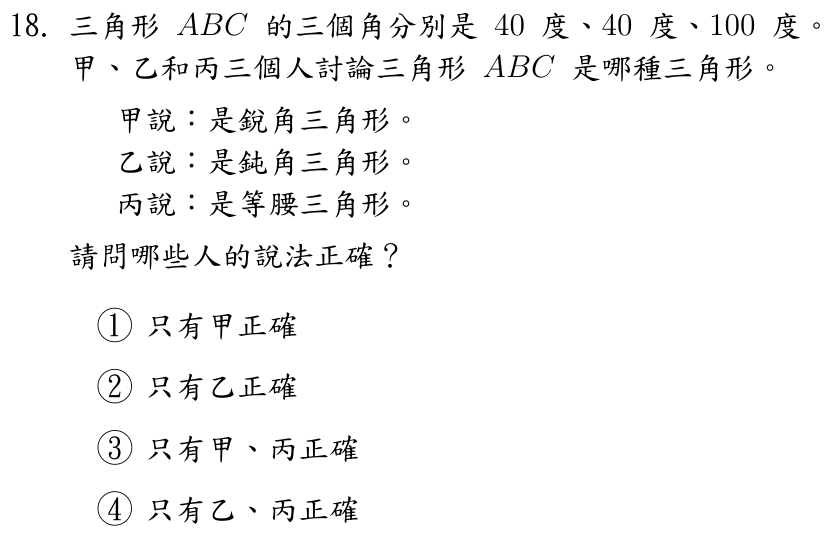 18. 三角形 ABC 的三個角分別是 40 度、40 度、100 度。
甲、乙和丙三個人討論三角形 ABC 是哪種三角形。
甲說：是銳角三角形。
乙說：是鈍角三角形。
丙說：是等腰三角形。
請問哪些人的說法正確？
① 只有甲正確
② 只有乙正確
③ 只有甲、丙正確
④ 只有乙、丙正確